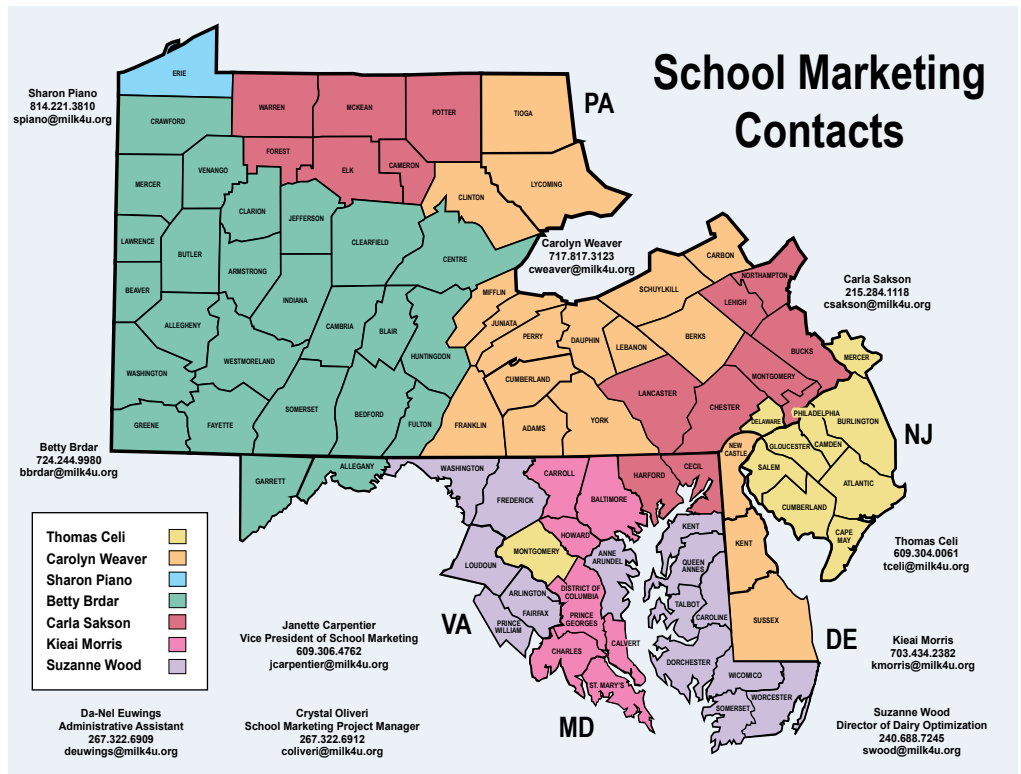 School Marketing
Contacts
Sharon Piano
814.221.3810
spiano@milk4u.org
PA
ERIE
CRAWFORD
WARREN
MCKEAN
POTTER
TIOGA
MERCER
VENANGO
FOREST
ELK
CAMERON
CLINTON
LYCOMING
LAWRENCE
BUTLER
CLARION
JEFFERSON
CLEARFIELD
CENTRE
BEAVER
ARMSTRONG
INDIANA
ALLEGHENY
WESTMORELAND
CAMBRIA
BLAIR
HUNTINGDON
WASHINGTON
GREENE
FAYETTE
SOMERSET
BEDFORD
FULTON
Carolyn Weaver
717.817.3123
cweaver@milk4u.org
MIFFLIN
JUNIATA
PERRY
DAUPHIN
LEBANON
SCHUYLKILL
CARBON
BERKS
CUMBERLAND
FRANKLIN
ADAMS
YORK
NORTHAMPTON
LEHIGH
BUCKS
MONTGOMERY
LANCASTER
CHESTER
DELAWARE
PHILADELPHIA
Carla Sakson
215.284.1118
csakson@milk4u.org
NJ
MERCER
BURLINGTON
CAMDEN
GLOUCESTER
SALEM
ATLANTIC
CUMBERLAND
CAPE
MAY
Betty Brdar
724.244.9980
bbrdar@milk4u.org
GARRETT
ALLEGANY
WASHINGTON
FREDERICK
CARROLL
BALTIMORE
HARFORD
CECIL
NEW
CASTLE
KENT
SUSSEX
DE
HOWARD
MONTGOMERY
ANNE
ARUNDEL
KENT
QUEEN
ANNES
TALBOT
CAROLINE
DISTRICT OF
COLUMBIA
PRINCE
GEORGES
CALVERT
CHARLES
ST. MARY'S
DORCHESTER
WICOMICO
WORCESTER
SOMERSET
MD
LOUDOUN
ARLINGTON
FAIRFAX
PRINCE
WILLIAM
VA
Thomas Celi
609.304.0061
tceli@milk4u.org
Thomas Celi
Carolyn Weaver
Sharon Piano
Betty Brdar
Carla Sakson
Kieai Morris
Suzanne Wood
Janette Carpentier
Vice President of School Marketing
609.306.4762
jcarpentier@milk4u.org
Kieai Morris
703.434.2382
kmorris@milk4u.org
Da-Nel Euwings
Administrative Assistant
267.322.6909
deuwings@milk4u.org
Crystal Oliveri
School Marketing Project Manager
267.322.6912
coliveri@milk4u.org
Suzanne Wood
Director of Dairy Optimization
240.688.7245
swood@milk4u.org